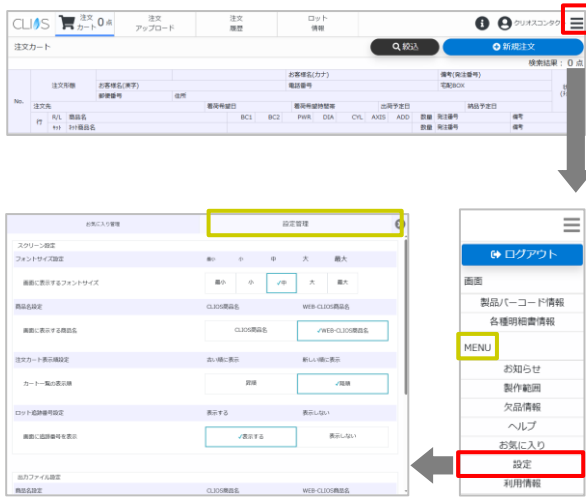 CLIOS 注文カート 0 点 注文アップロード 注文履歴 ロット情報 クリオスコンタク
注文カート 絞込 新規注文
検索結果： 0 点
No. 注文形態 お客様名(漢字) お客様名(カナ) 備考(発注番号)
郵便番号 住所 電話番号 宅配BOX
注文先 着荷希望日 着荷希望時間帯 出荷予定日 納品予定日
行 R/L 商品名 BC1 BC2 PWR DIA CYL AXIS ADD 数量 発注番号 備考
ｾｯﾄ ｾｯﾄ商品名 数量 発注番号 備考
お気に入り管理 設定管理
スクリーン設定
フォントサイズ設定 最小 小 中 大 最大
画面に表示するフォントサイズ 最小 小 ✓中 大 最大
商品名設定 CLIOS商品名 WEB-CLIOS商品名
画面に表示する商品名 CLIOS商品名 ✓WEB-CLIOS商品名
注文カート表示順設定 古い順に表示 新しい順に表示
カート一覧の表示順 昇順 ✓降順
ロット追跡番号設定 表示する 表示しない
画面に追跡番号を表示 ✓表示する 表示しない
出力ファイル設定
商品名設定 CLIOS商品名 WEB-CLIOS商品名
ログアウト
画面
製品バーコード情報
各種明細書情報
MENU
お知らせ
製作範囲
欠品情報
ヘルプ
お気に入り
設定
利用情報